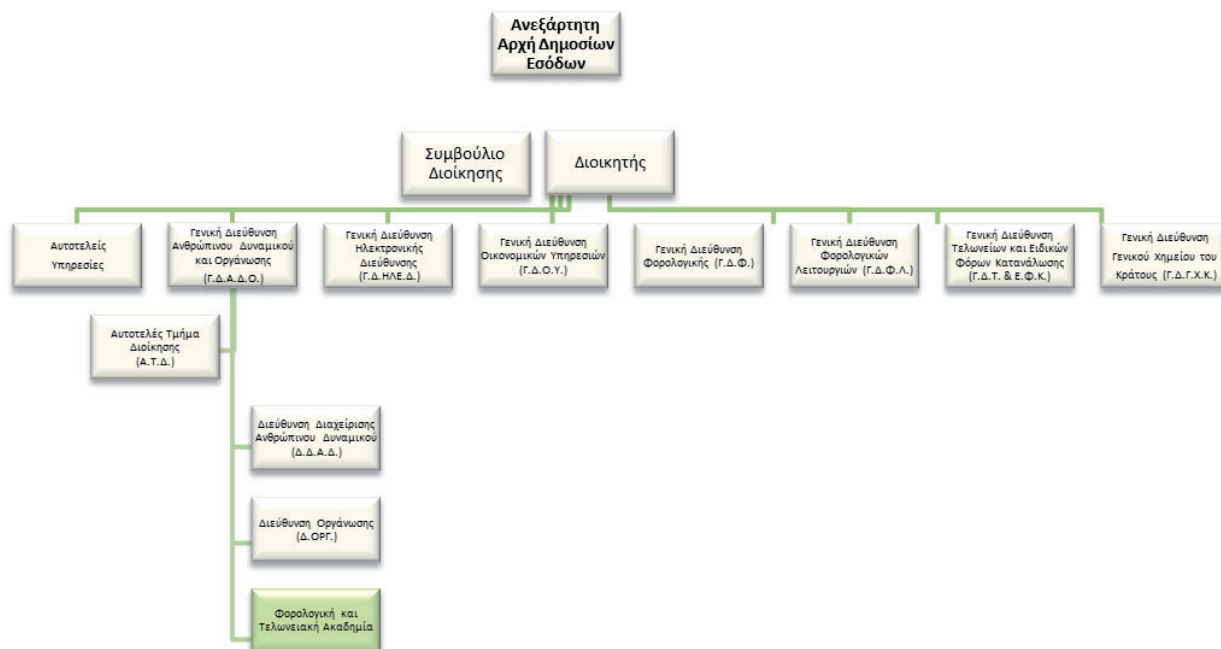 Ανεξάρτητη
Αρχή Δημοσίων
Εσόδων
Συμβούλιο
Διοίκησης
Διοικητής
Αυτοτελείς
Υπηρεσίες
Γενική Διεύθυνση
Ανθρώπινου Δυναμικού
και Οργάνωσης
(Γ.Δ.Α.Δ.Ο.)
Γενική Διεύθυνση
Ηλεκτρονικής
Διεύθυνσης
(Γ.Δ.ΗΛΕ.Δ.)
Γενική Διεύθυνση
Οικονομικών Υπηρεσιών
(Γ.Δ.Ο.Υ.)
Γενική Διεύθυνση
Φορολογικής (Γ.Δ.Φ.)
Γενική Διεύθυνση
Φορολογικών
Λειτουργιών (Γ.Δ.Φ.Λ.)
Γενική Διεύθυνση
Τελωνείων και Ειδικών
Φόρων Κατανάλωσης
(Γ.Δ.Τ. & Ε.Φ.Κ.)
Γενική Διεύθυνση
Γενικού Χημείου του
Κράτους (Γ.Δ.Γ.Χ.Κ.)
Αυτοτελές Τμήμα
Διοίκησης
(Α.Τ.Δ.)
Διεύθυνση Διαχείρισης
Ανθρώπινου Δυναμικού
(Δ.Δ.Α.Δ.)
Διεύθυνση Οργάνωσης
(Δ.ΟΡΓ.)
Φορολογική και
Τελωνειακή Ακαδημία